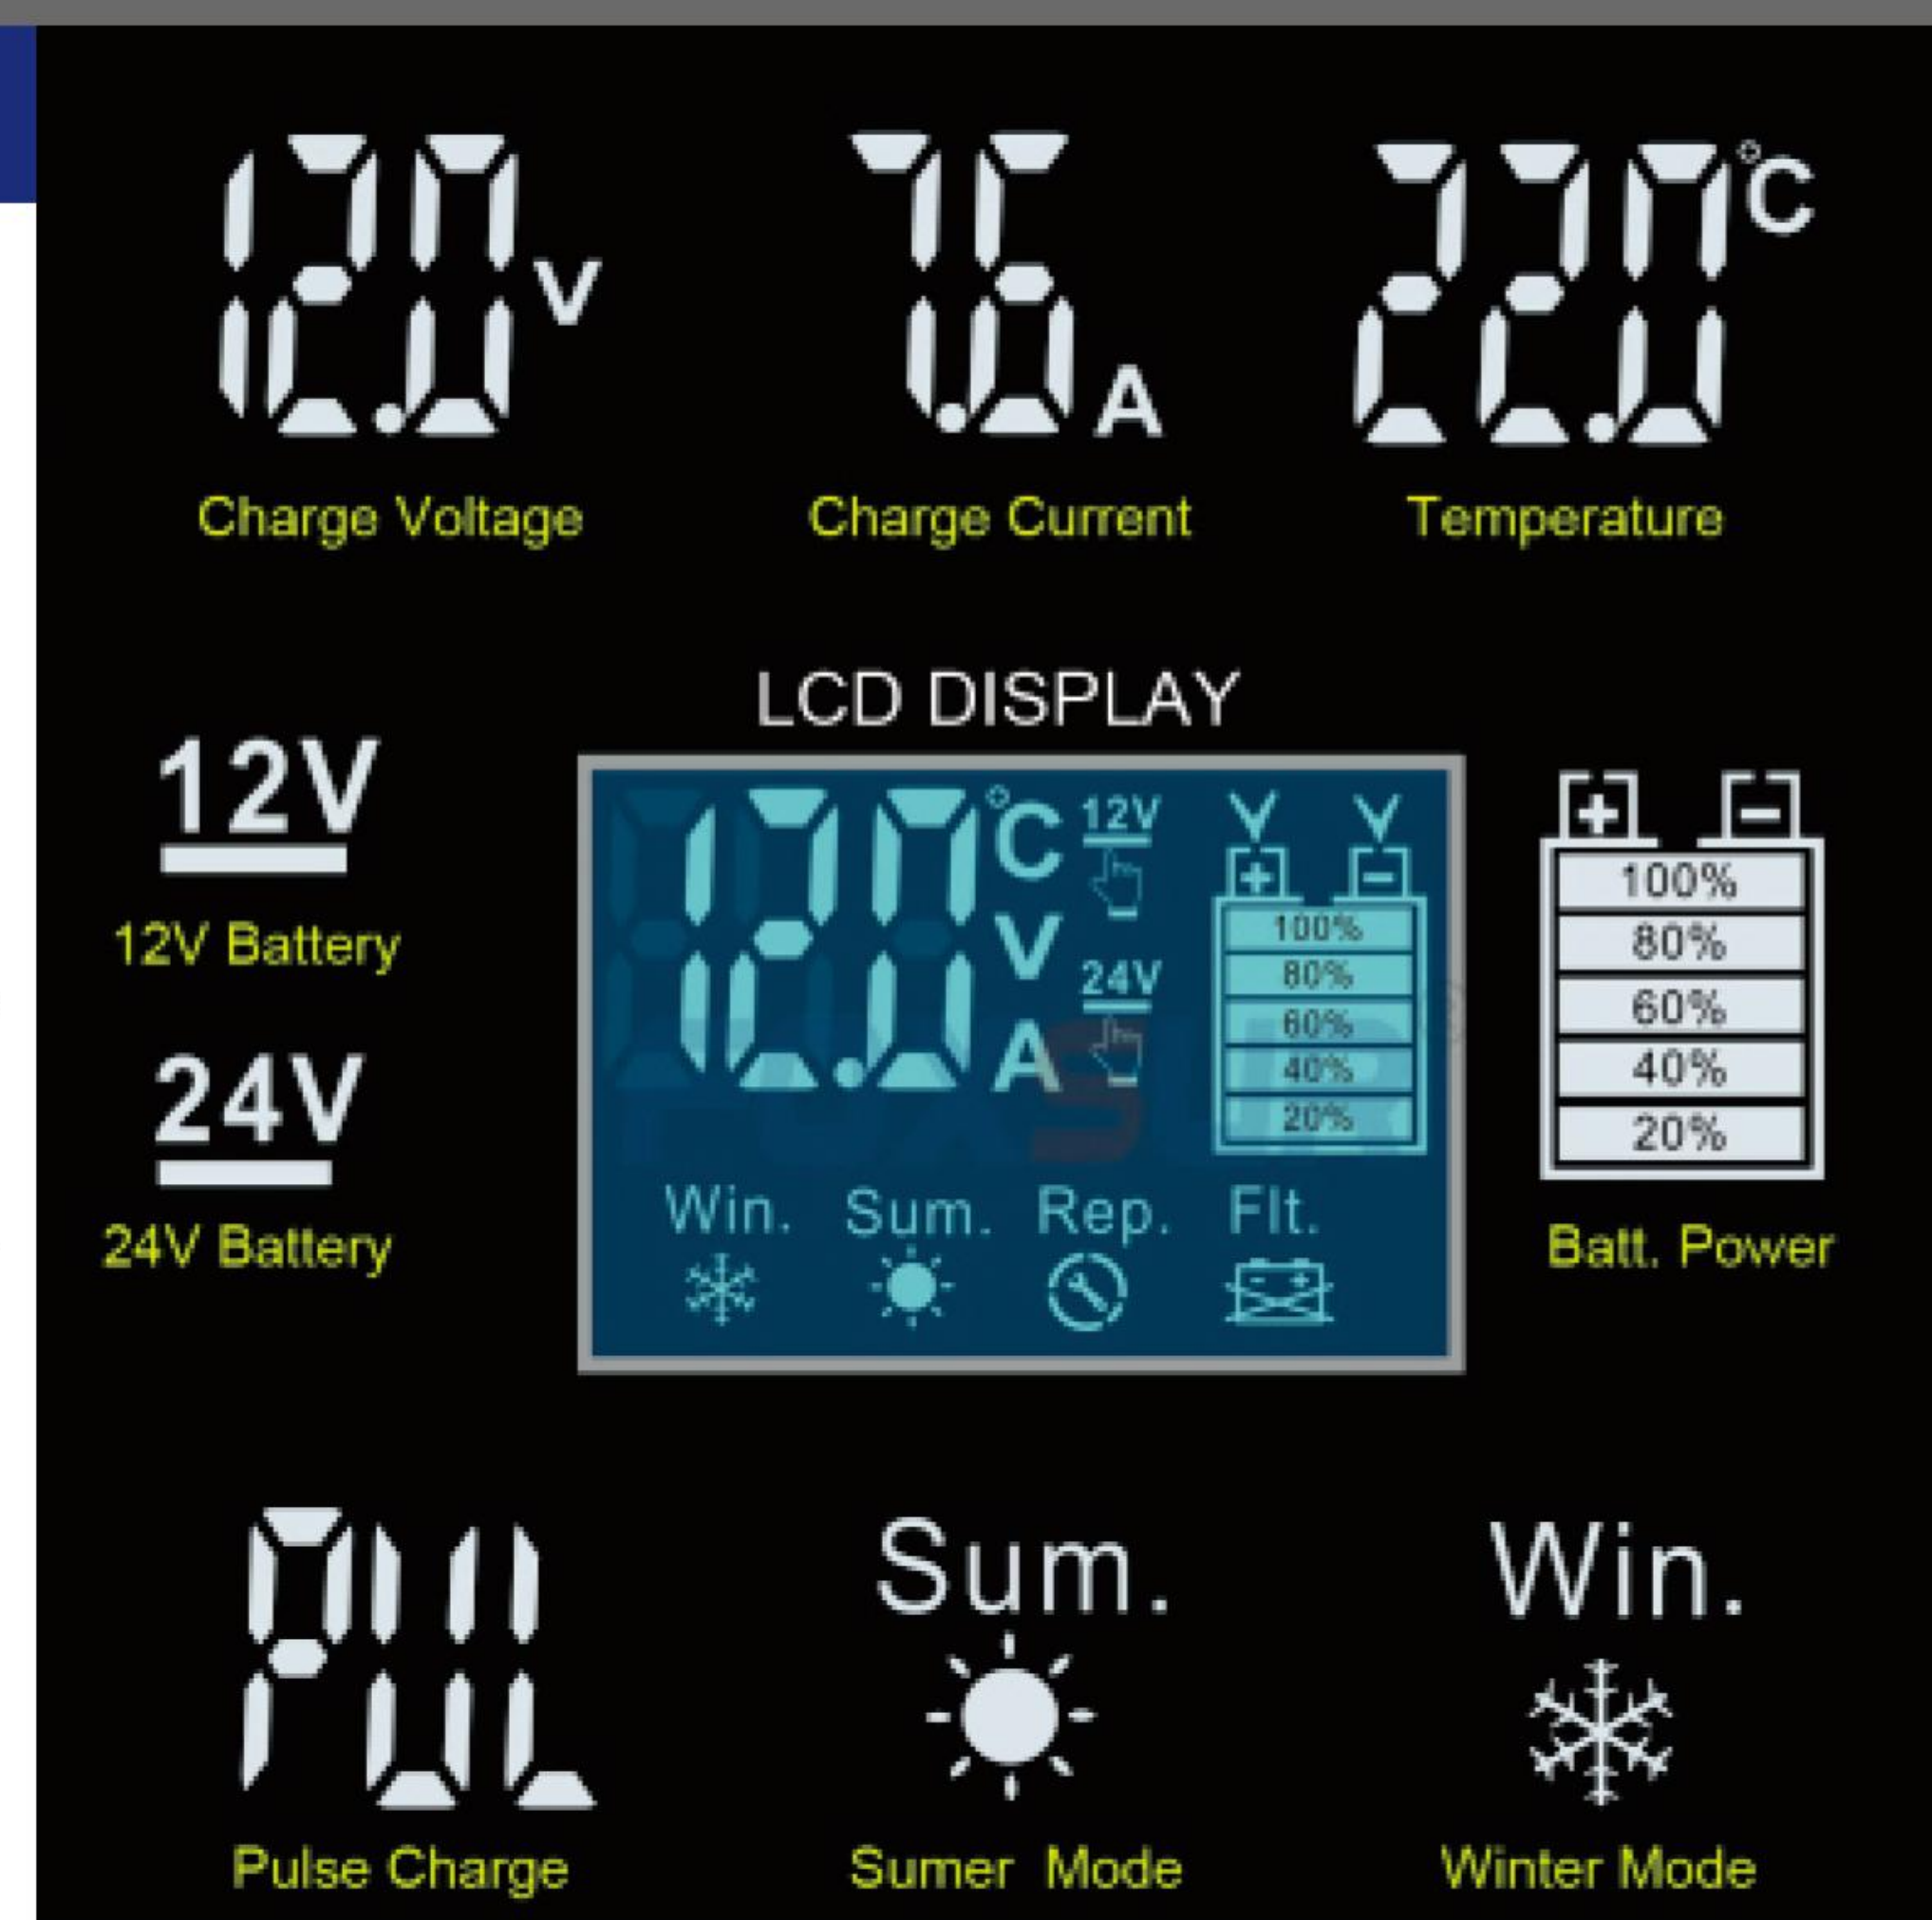 12.0 V
7.6 A
22.0 °C
Charge Voltage
Charge Current
Temperature
LCD DISPLAY
12V
12V Battery
24V
24V Battery
12.0 °C V A
12V
24V
+ -
100%
80%
60%
40%
20%
Win. Sum. Rep. Flt.
- +
+ -
100%
80%
60%
40%
20%
Batt. Power
PUL
Pulse Charge
Sum.
Sumer Mode
Win.
Winter Mode